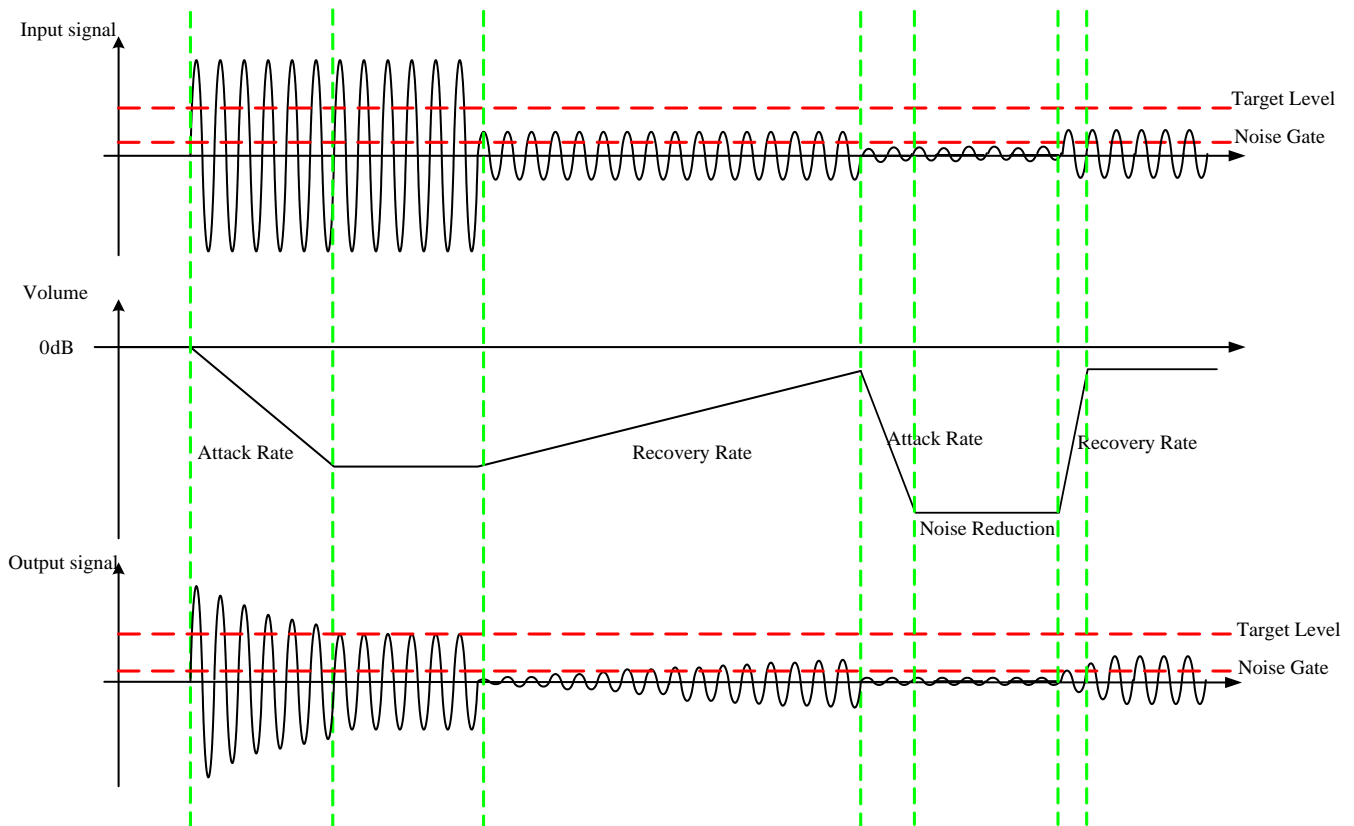 Input signal
Target Level
Noise Gate
Volume
0dB
Attack Rate
Recovery Rate
Attack Rate
Recovery Rate
Noise Reduction
Output signal
Target Level
Noise Gate